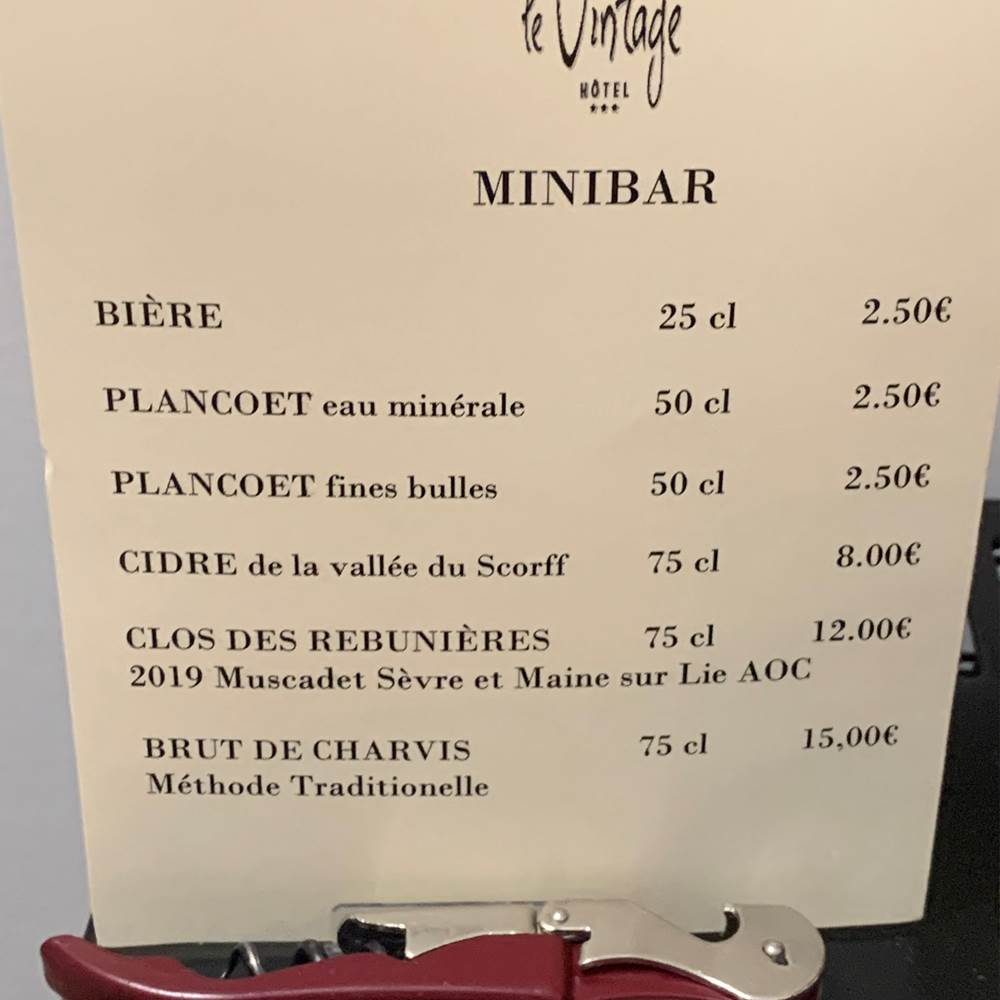 le Vintage
HÔTEL
***
MINIBAR
BIÈRE 25 cl 2.50€
PLANCOET eau minérale 50 cl 2.50€
PLANCOET fines bulles 50 cl 2.50€
CIDRE de la vallée du Scorff 75 cl 8.00€
CLOS DES REBUNIÈRES 75 cl 12.00€
2019 Muscadet Sèvre et Maine sur Lie AOC
BRUT DE CHARVIS 75 cl 15,00€
Méthode Traditionelle